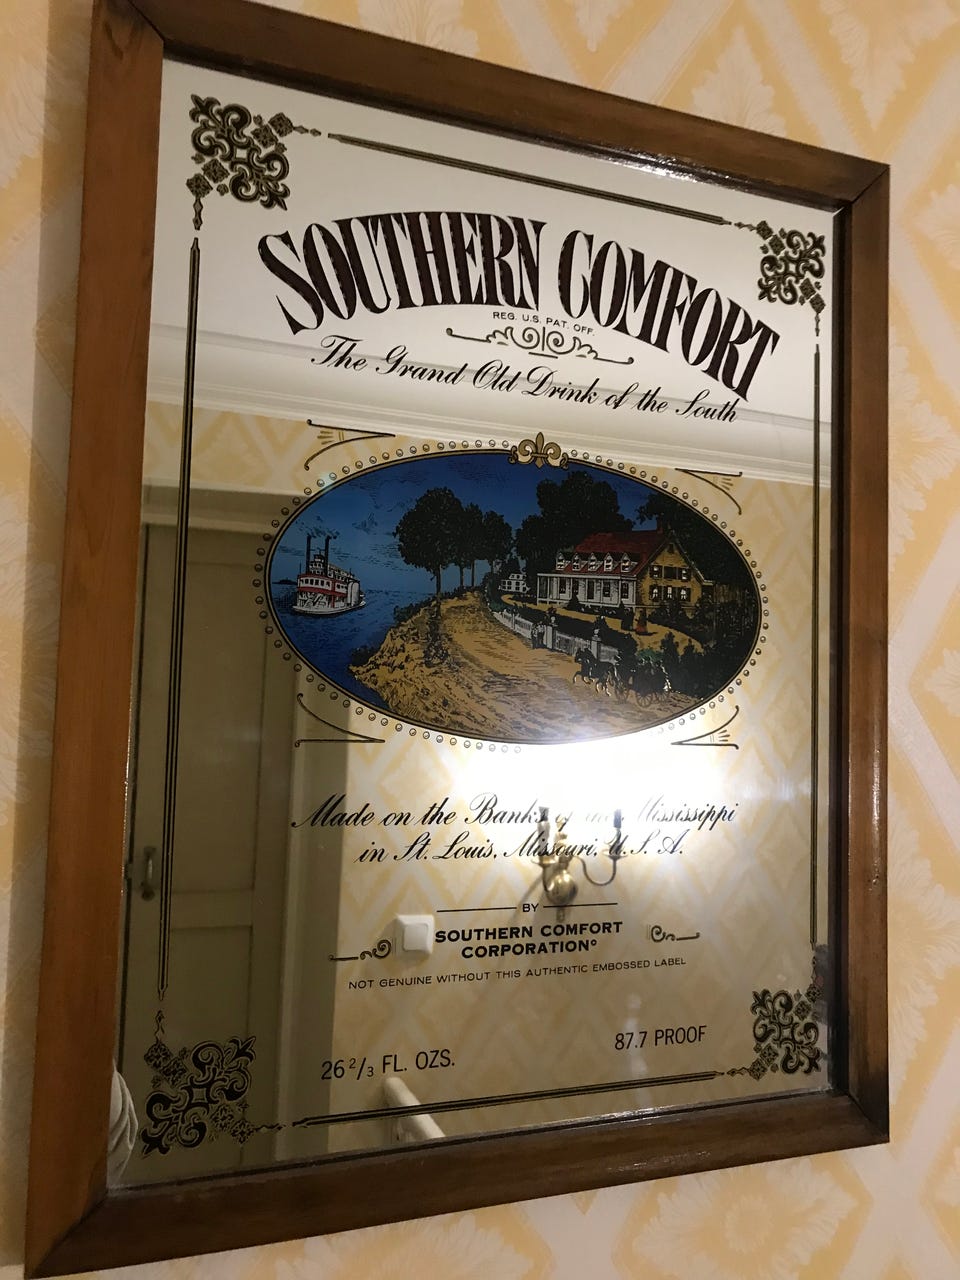 SOUTHERN COMFORT
REG. U.S. PAT. OFF.
The Grand Old Drink of the South
Made on the Banks of the Mississippi
in St. Louis, Missouri, U.S.A.
BY
SOUTHERN COMFORT
CORPORATION°
NOT GENUINE WITHOUT THIS AUTHENTIC EMBOSSED LABEL
26 2/3 FL. OZS.
87.7 PROOF